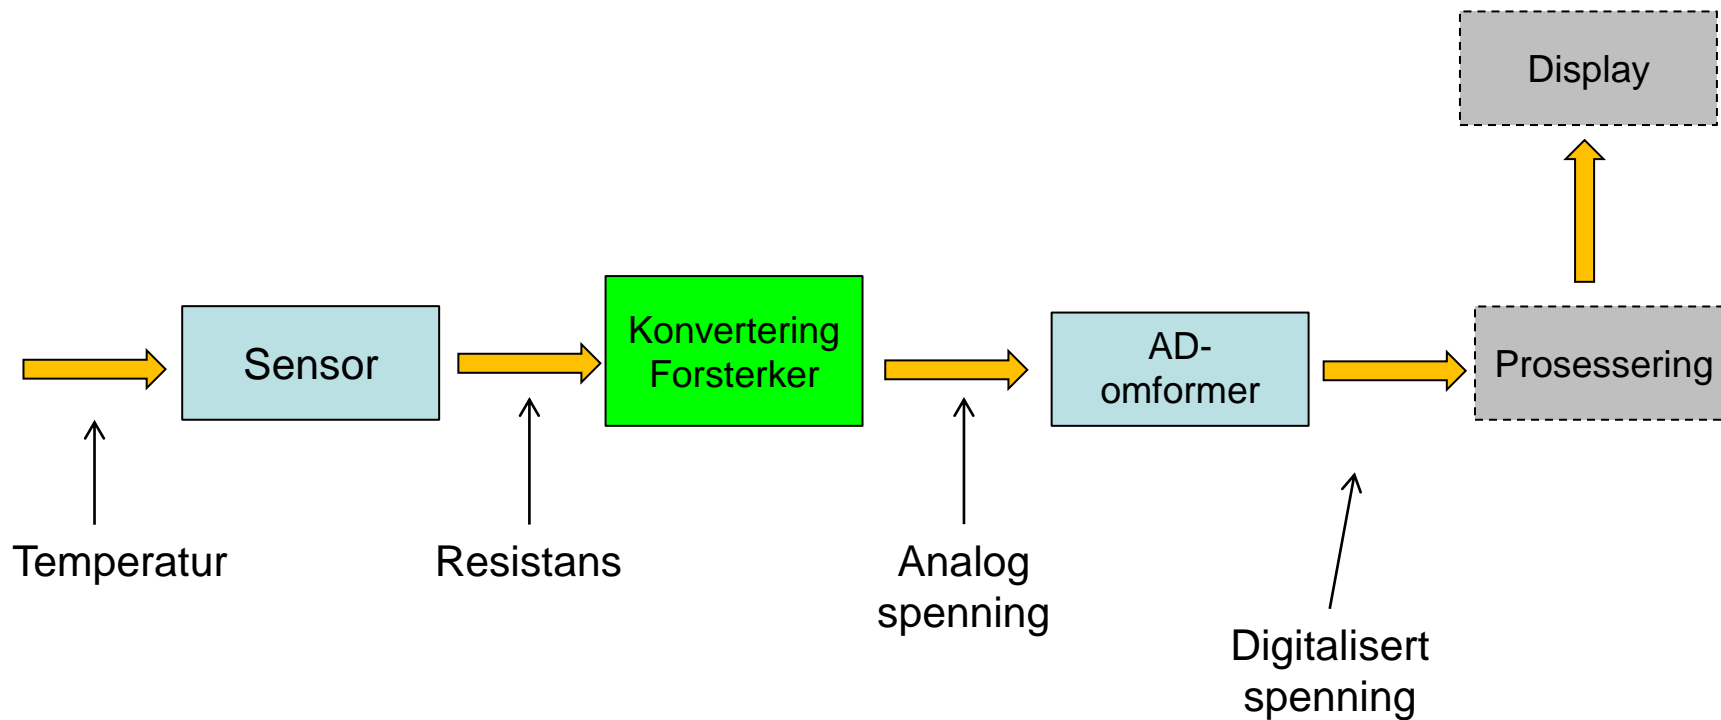 Display
Sensor
Konvertering
Forsterker
AD-
omformer
Prosessering
Temperatur
Resistans
Analog
spenning
Digitalisert
spenning